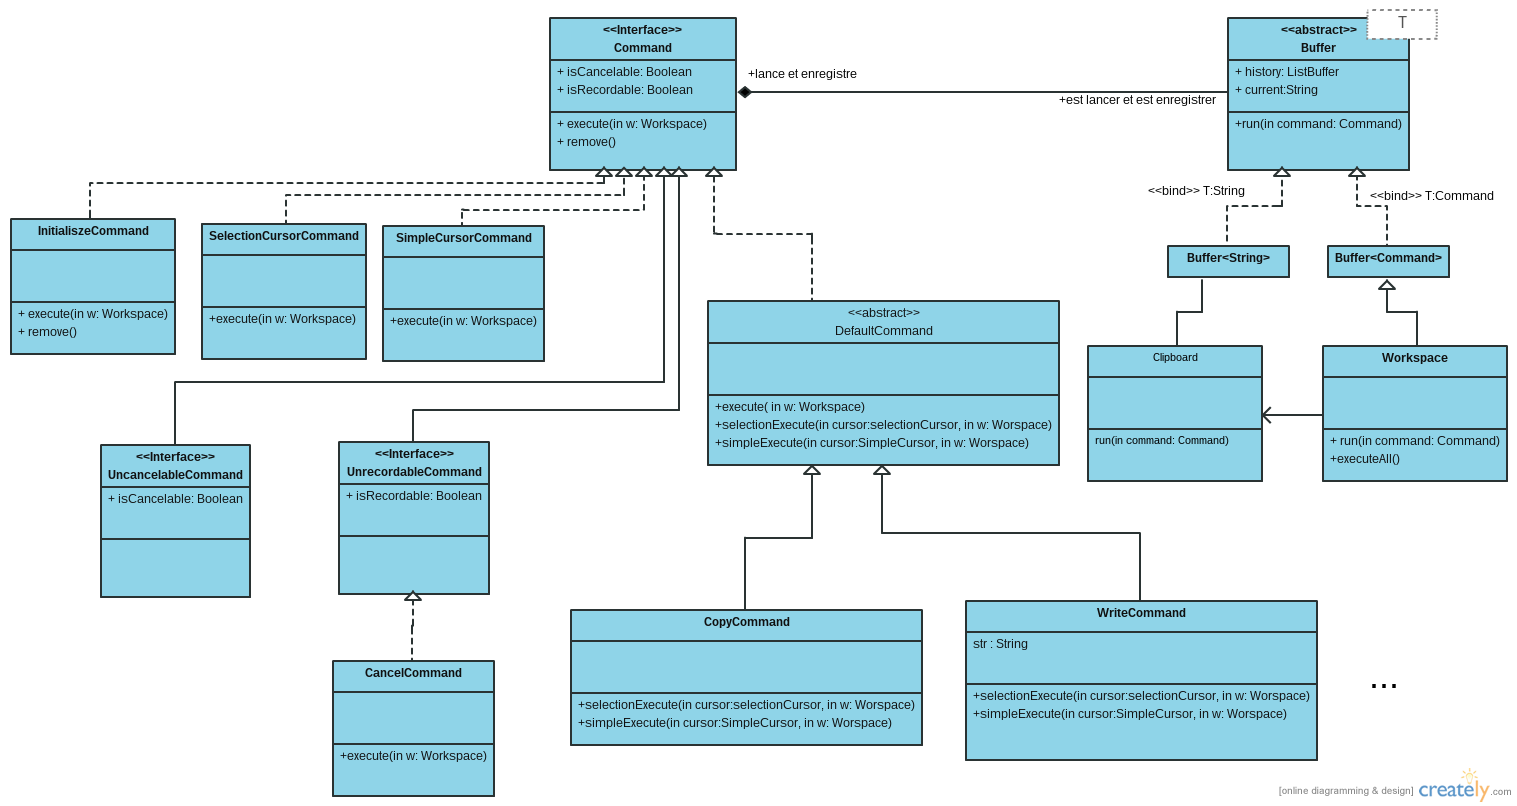 <<Interface>>
Command
+ isCancelable: Boolean
+ isRecordable: Boolean
+ execute(in w: Workspace)
+ remove()
+lance et enregistre
+est lancer et est enregistrer
T
<<abstract>>
Buffer
+ history: ListBuffer
+ current:String
+run(in command: Command)
<<bind>> T:String
<<bind>> T:Command
InitialiszeCommand
+ execute(in w: Workspace)
+ remove()
SelectionCursorCommand
+execute(in w: Workspace)
SimpleCursorCommand
+execute(in w: Workspace)
Buffer<String>
Buffer<Command>
<<abstract>>
DefaultCommand
+execute( in w: Workspace)
+selectionExecute(in cursor:selectionCursor, in w: Worspace)
+simpleExecute(in cursor:SimpleCursor, in w: Worspace)
Clipboard
run(in command: Command)
Workspace
+ run(in command: Command)
+executeAll()
<<Interface>>
UncancelableCommand
+ isCancelable: Boolean
<<Interface>>
UnrecordableCommand
+ isRecordable: Boolean
CancelCommand
+execute(in w: Workspace)
CopyCommand
+selectionExecute(in cursor:selectionCursor, in w: Worspace)
+simpleExecute(in cursor:SimpleCursor, in w: Worspace)
WriteCommand
str : String
+selectionExecute(in cursor:selectionCursor, in w: Worspace)
+simpleExecute(in cursor:SimpleCursor, in w: Worspace)
...
[online diagramming & design] creately.com